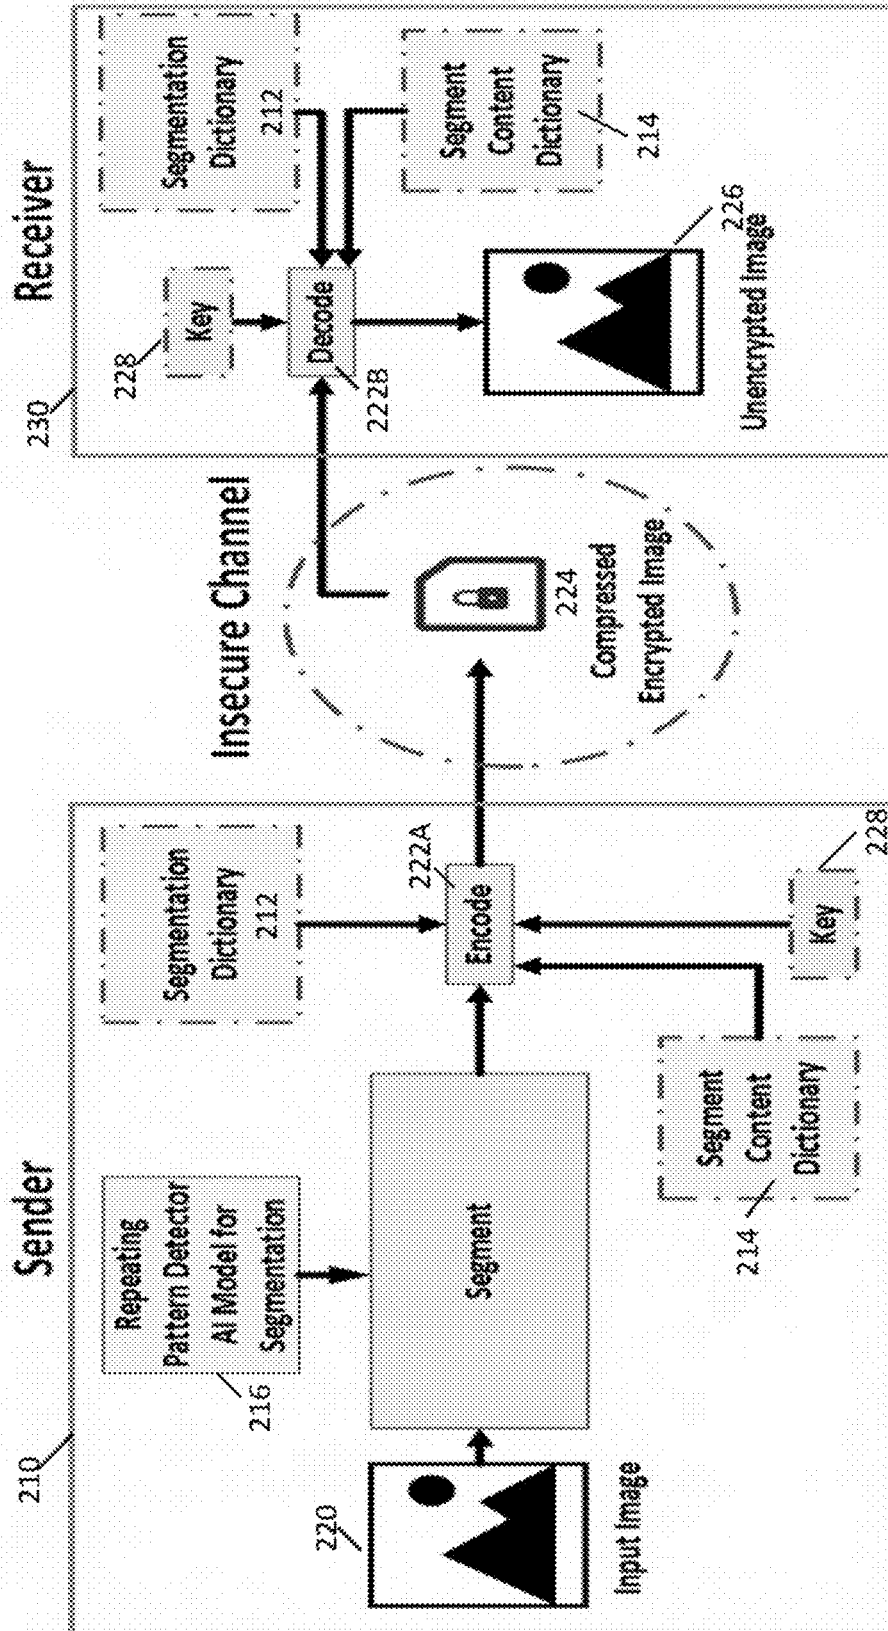 Sender
210
Repeating
Pattern Detector
AI Model for
Segmentation
216
220
Input Image
Segment
Segmentation
Dictionary
212
222A
Encode
Segment
Content
Dictionary
214
Key
228
Insecure Channel
224
Compressed
Encrypted Image
Receiver
230
228
Key
Segmentation
Dictionary
212
Decode
222B
Segment
Content
Dictionary
214
226
Unencrypted Image